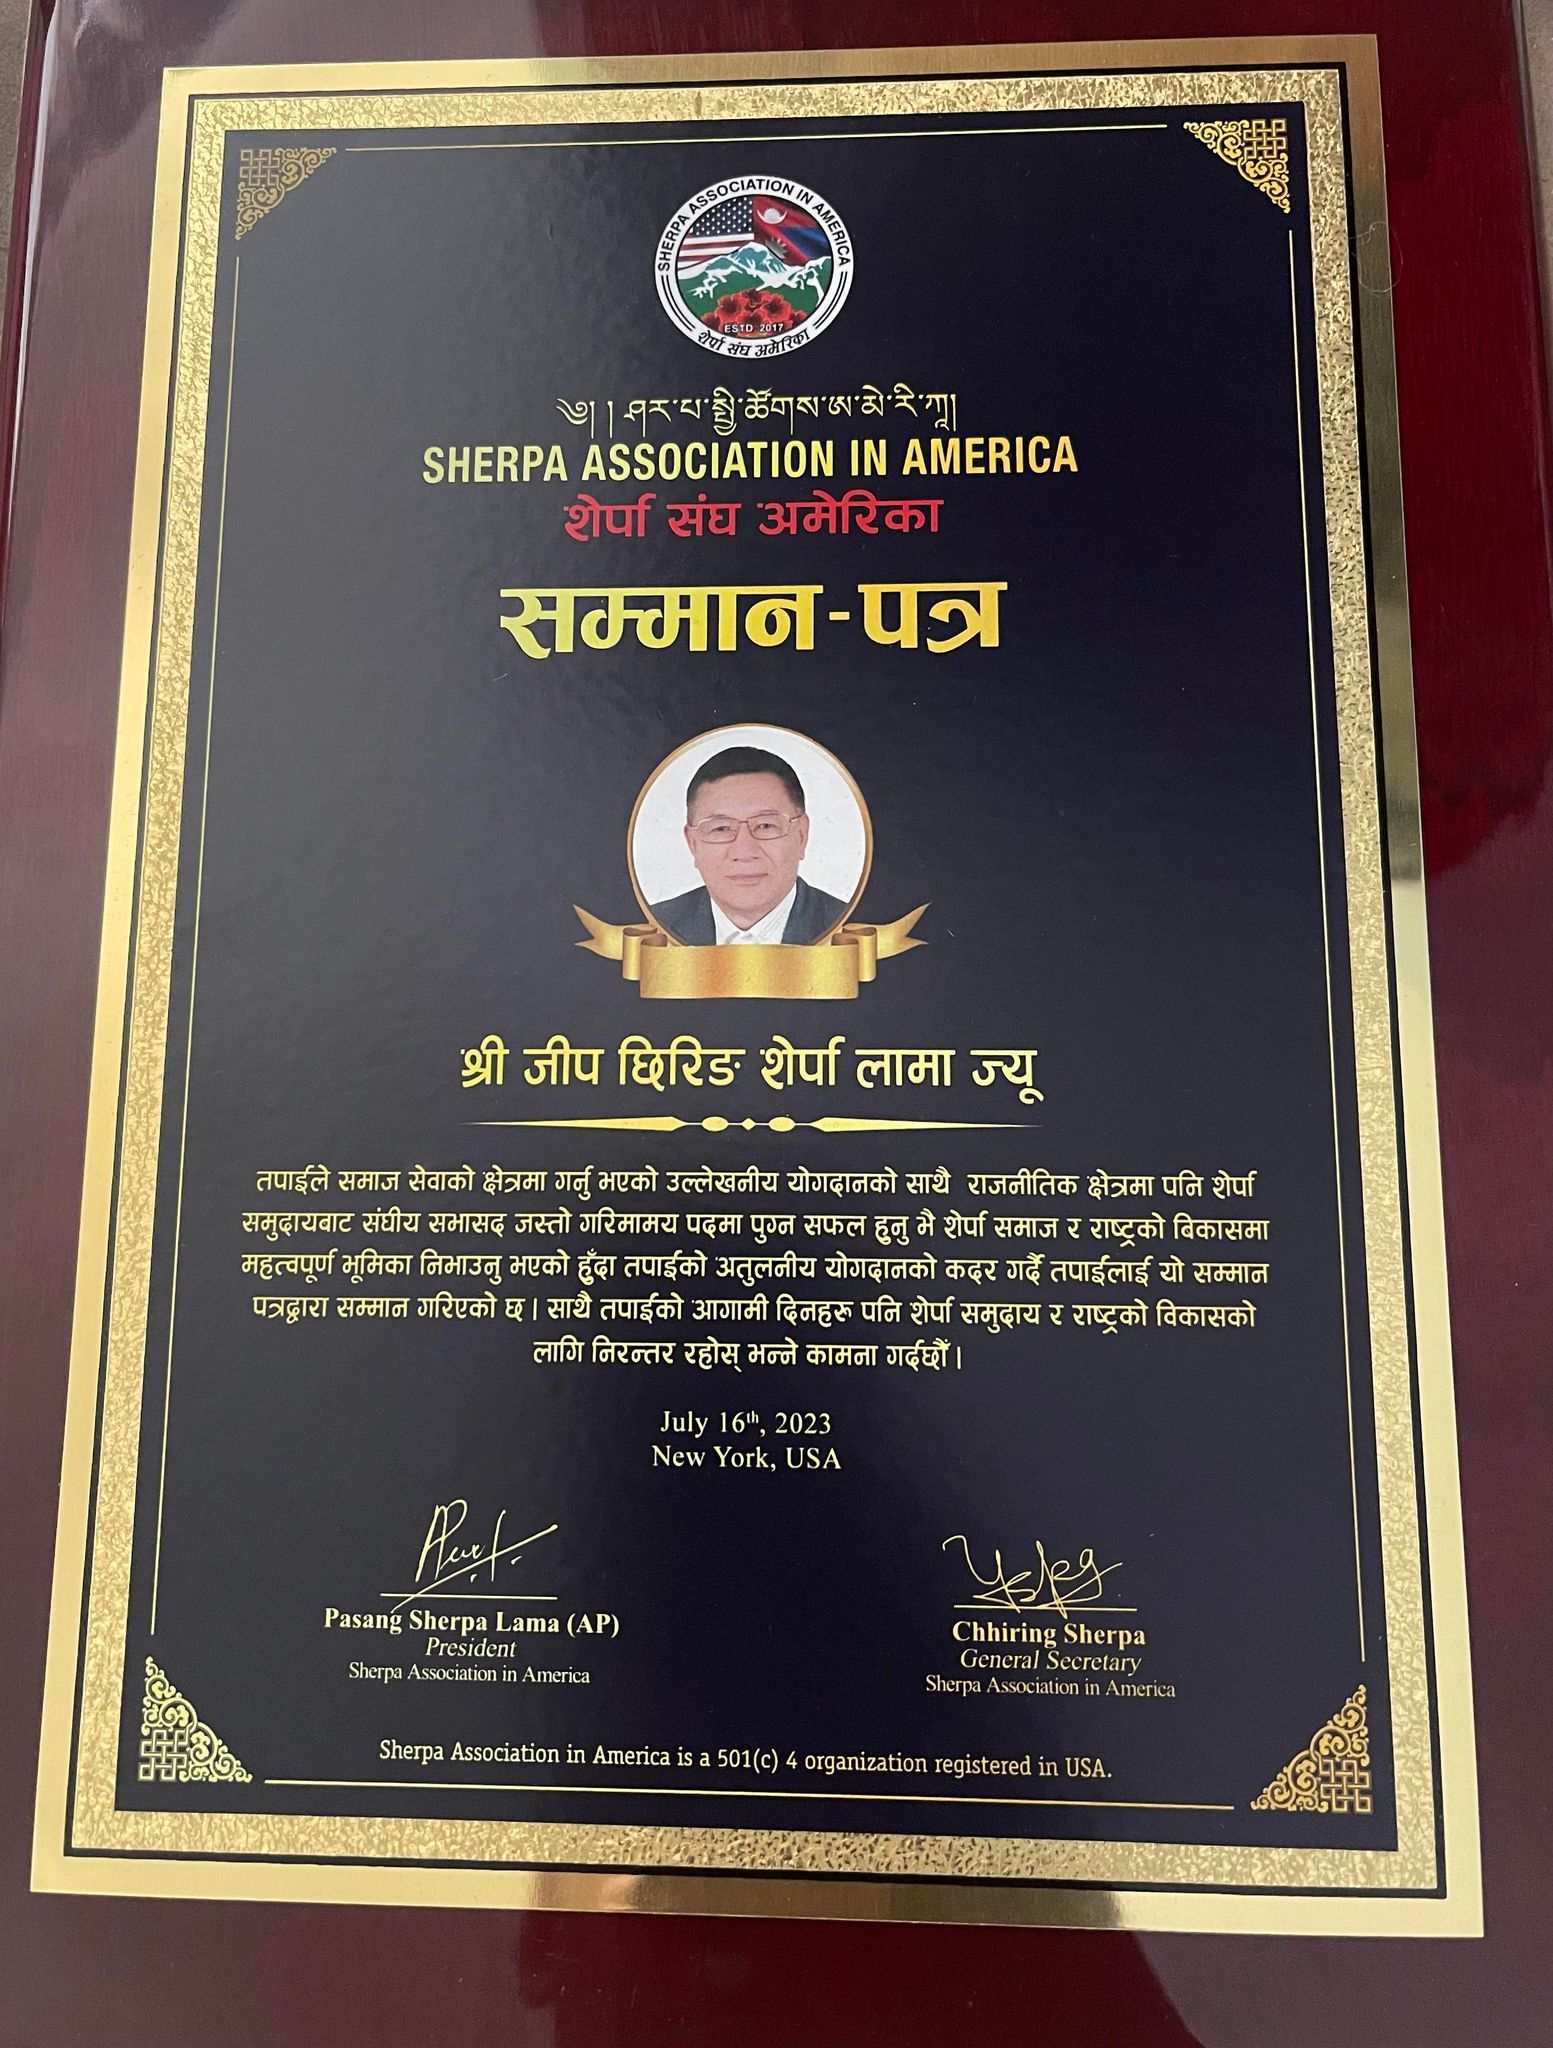 SHERPA ASSOCIATION IN AMERICA
ESTD 2017
शेर्पा संघ अमेरिका
༄། །ཤར་པ་སྤྱི་ཚོགས་ཨ་མེ་རི་ཀཱ།
SHERPA ASSOCIATION IN AMERICA
शेर्पा संघ अमेरिका
सम्मान-पत्र
श्री जीप छिरिङ शेर्पा लामा ज्यू
तपाईले समाज सेवाको क्षेत्रमा गर्नु भएको उल्लेखनीय योगदानको साथै राजनीतिक क्षेत्रमा पनि शेर्पा
समुदायबाट संघीय सभासद जस्तो गरिमामय पदमा पुग्न सफल हुनु भै शेर्पा समाज र राष्ट्रको बिकासमा
महत्वपूर्ण भूमिका निभाउनु भएको हुँदा तपाईको अतुलनीय योगदानको कदर गर्दै तपाईलाई यो सम्मान
पत्रद्वारा सम्मान गरिएको छ। साथै तपाईको आगामी दिनहरू पनि शेर्पा समुदाय र राष्ट्रको विकासको
लागि निरन्तर रहोस् भन्ने कामना गर्दछौँ।
July 16th, 2023
New York, USA
Pasang Sherpa Lama (AP)
President
Sherpa Association in America
Chhiring Sherpa
General Secretary
Sherpa Association in America
Sherpa Association in America is a 501(c) 4 organization registered in USA.